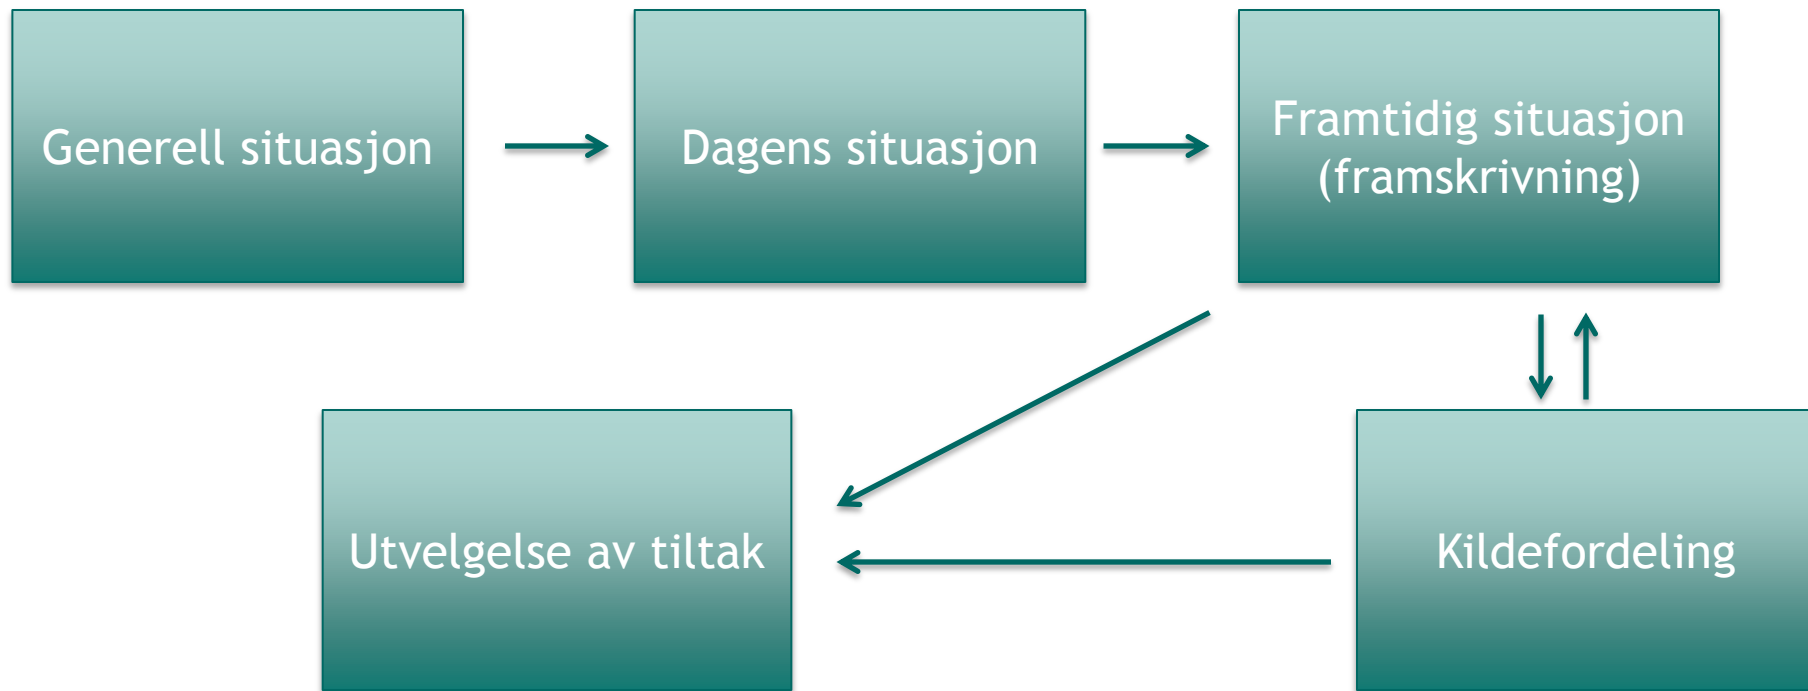 Generell situasjon
Dagens situasjon
Framtidig situasjon
(framskrivning)
Utvelgelse av tiltak
Kildefordeling